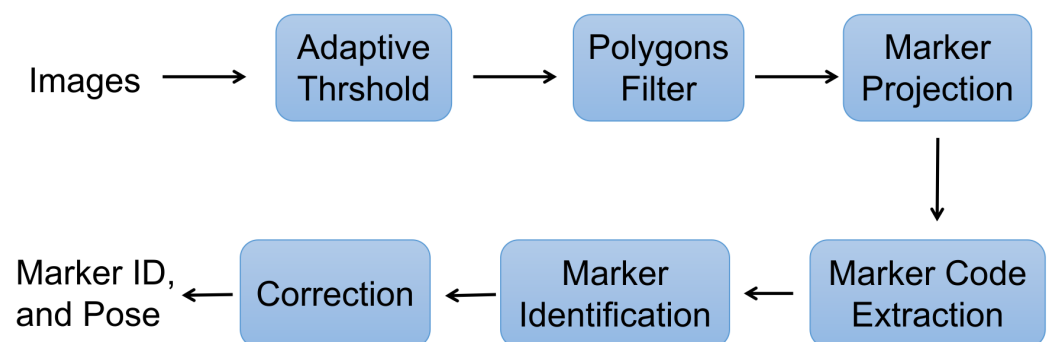 Images
Adaptive
Thrshold
Polygons
Filter
Marker
Projection
Marker Code
Extraction
Marker
Identification
Correction
Marker ID,
and Pose